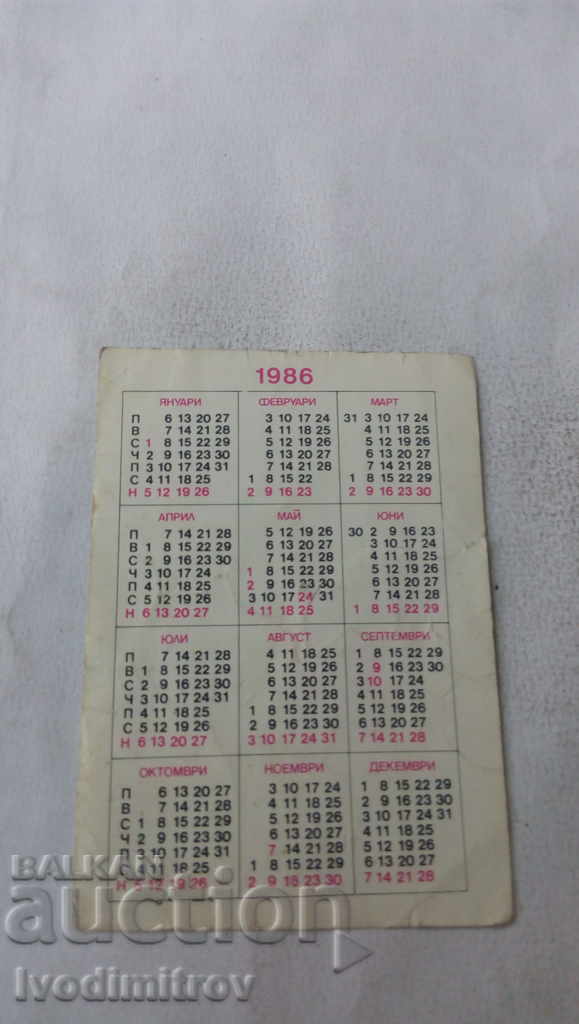 1986
ЯНУАРИ ФЕВРУАРИ МАРТ
П 6 13 20 27 3 10 17 24 31 3 10 17 24
В 7 14 21 28 4 11 18 25 4 11 18 25
С 1 8 15 22 29 5 12 19 26 5 12 19 26
Ч 2 9 16 23 30 6 13 20 27 6 13 20 27
П 3 10 17 24 31 7 14 21 28 7 14 21 28
С 4 11 18 25 1 8 15 22 1 8 15 22 29
Н 5 12 19 26 2 9 16 23 2 9 16 23 30
АПРИЛ МАЙ ЮНИ
П 7 14 21 28 5 12 19 26 30 2 9 16 23
В 1 8 15 22 29 6 13 20 27 3 10 17 24
С 2 9 16 23 30 7 14 21 28 4 11 18 25
Ч 3 10 17 24 1 8 15 22 29 5 12 19 26
П 4 11 18 25 2 9 16 23 30 6 13 20 27
С 5 12 19 26 3 10 17 24 31 7 14 21 28
Н 6 13 20 27 4 11 18 25 1 8 15 22 29
ЮЛИ АВГУСТ СЕПТЕМВРИ
П 7 14 21 28 4 11 18 25 1 8 15 22 29
В 1 8 15 22 29 5 12 19 26 2 9 16 23 30
С 2 9 16 23 30 6 13 20 27 3 10 17 24
Ч 3 10 17 24 31 7 14 21 28 4 11 18 25
П 4 11 18 25 1 8 15 22 29 5 12 19 26
С 5 12 19 26 2 9 16 23 30 6 13 20 27
Н 6 13 20 27 3 10 17 24 31 7 14 21 28
ОКТОМВРИ НОЕМВРИ ДЕКЕМВРИ
П 6 13 20 27 3 10 17 24 1 8 15 22 29
В 7 14 21 28 4 11 18 25 2 9 16 23 30
С 1 8 15 22 29 5 12 19 26 3 10 17 24 31
Ч 2 9 16 23 30 6 13 20 27 4 11 18 25
П 3 10 17 24 31 7 14 21 28 5 12 19 26
С 4 11 18 25 1 8 15 22 29 6 13 20 27
Н 5 12 19 26 2 9 16 23 30 7 14 21 28
BALKAN
auction
Ivodimitrov